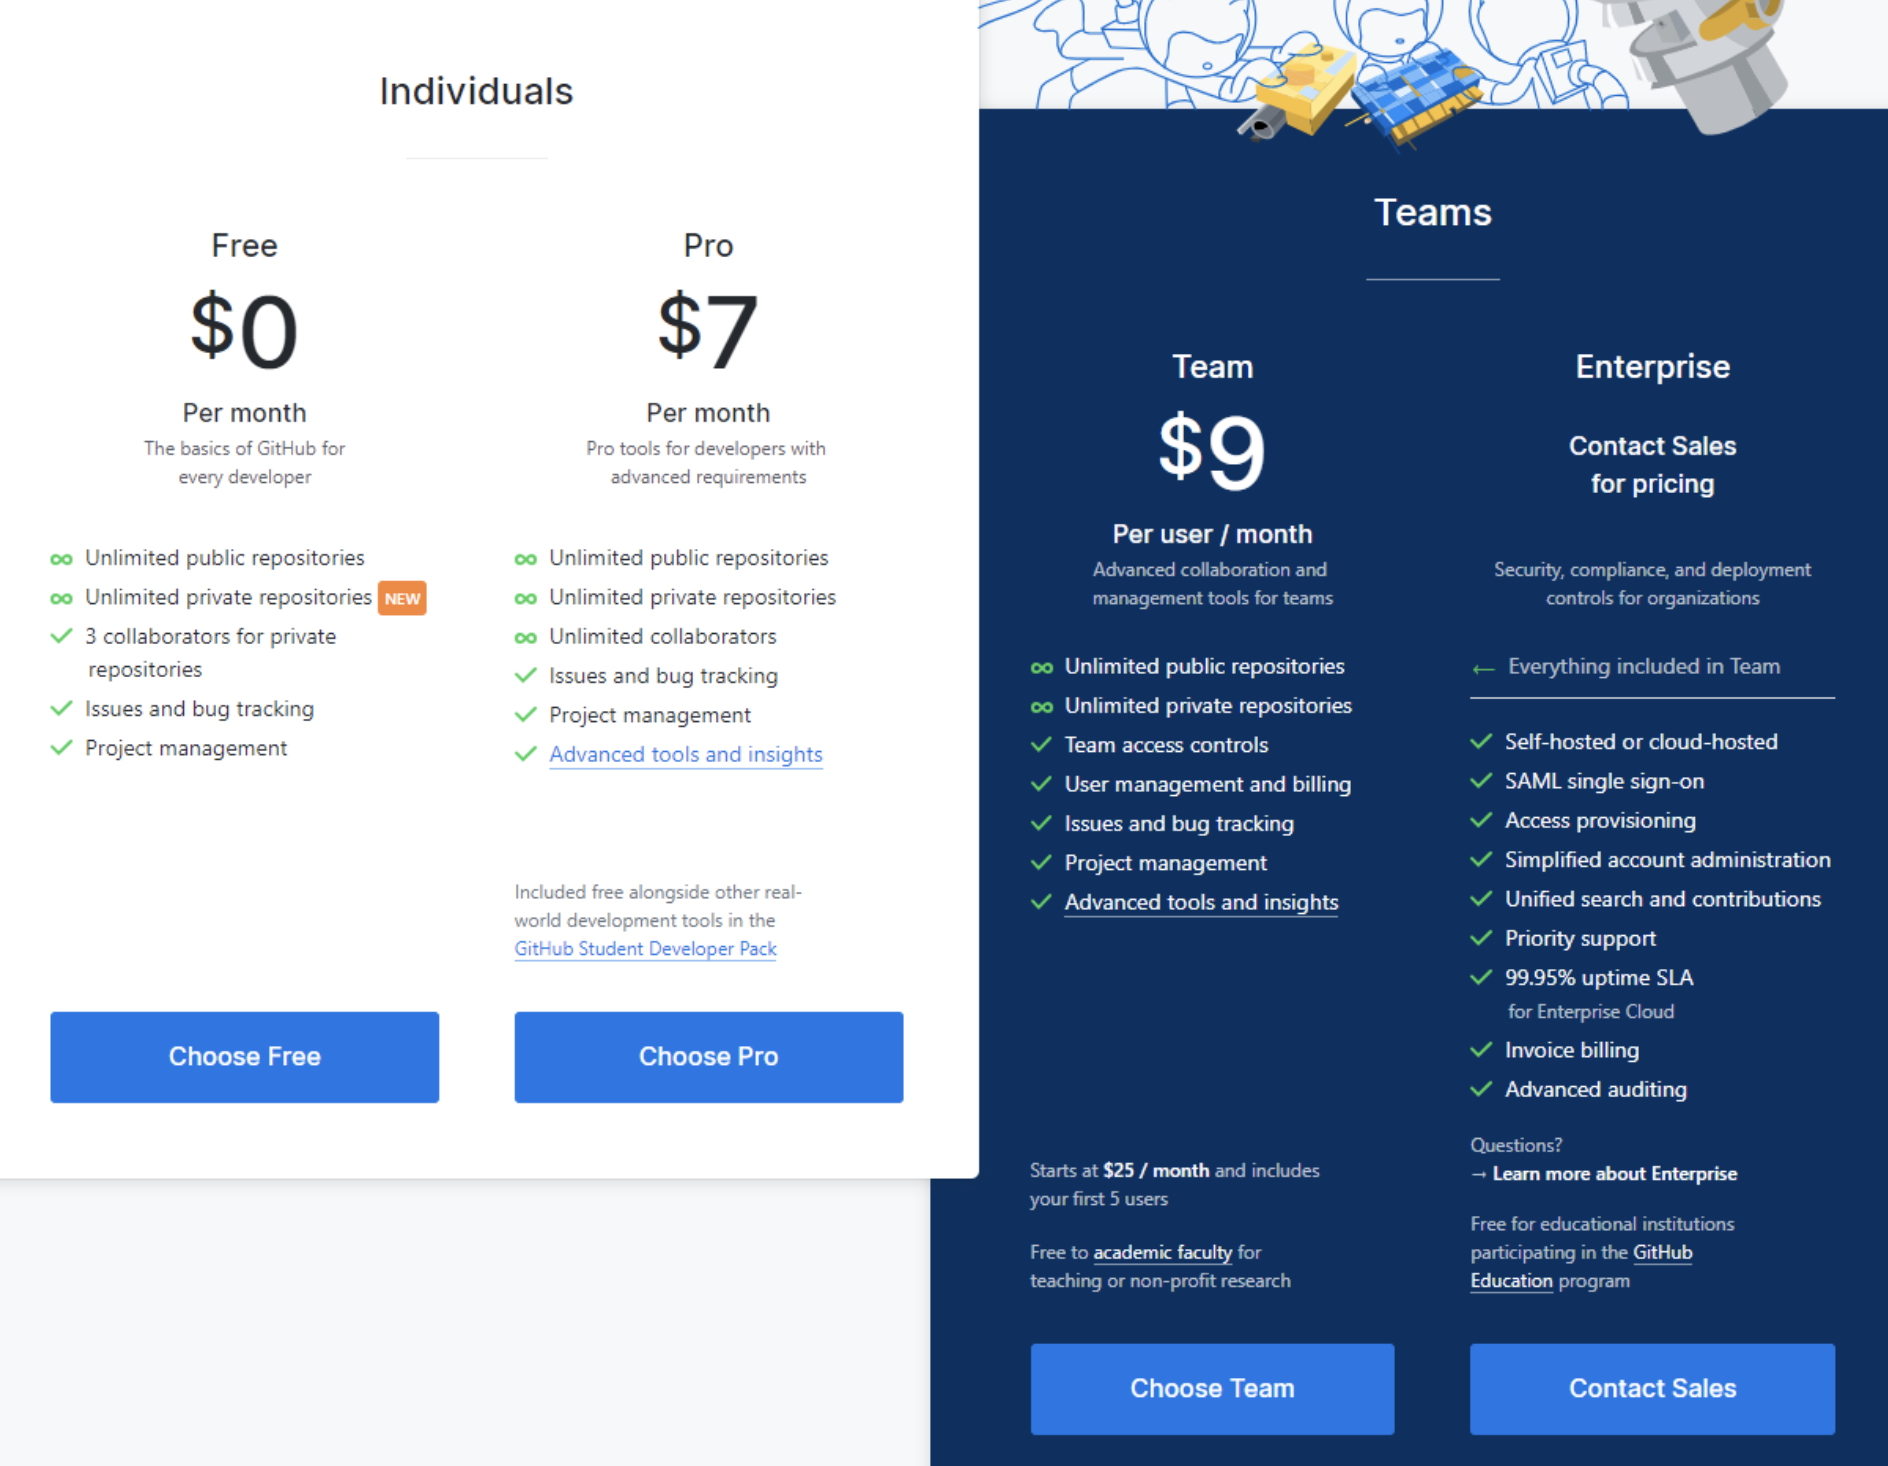 Individuals
Free
$0
Per month
The basics of GitHub for
every developer
Unlimited public repositories
Unlimited private repositories NEW
3 collaborators for private
repositories
Issues and bug tracking
Project management
Choose Free
Pro
$7
Per month
Pro tools for developers with
advanced requirements
Unlimited public repositories
Unlimited private repositories
Unlimited collaborators
Issues and bug tracking
Project management
Advanced tools and insights
Included free alongside other real-
world development tools in the
GitHub Student Developer Pack
Choose Pro
Teams
Team
$9
Per user / month
Advanced collaboration and
management tools for teams
Unlimited public repositories
Unlimited private repositories
Team access controls
User management and billing
Issues and bug tracking
Project management
Advanced tools and insights
Starts at $25 / month and includes
your first 5 users
Free to academic faculty for
teaching or non-profit research
Choose Team
Enterprise
Contact Sales
for pricing
Security, compliance, and deployment
controls for organizations
← Everything included in Team
Self-hosted or cloud-hosted
SAML single sign-on
Access provisioning
Simplified account administration
Unified search and contributions
Priority support
99.95% uptime SLA
for Enterprise Cloud
Invoice billing
Advanced auditing
Questions?
→ Learn more about Enterprise
Free for educational institutions
participating in the GitHub
Education program
Contact Sales